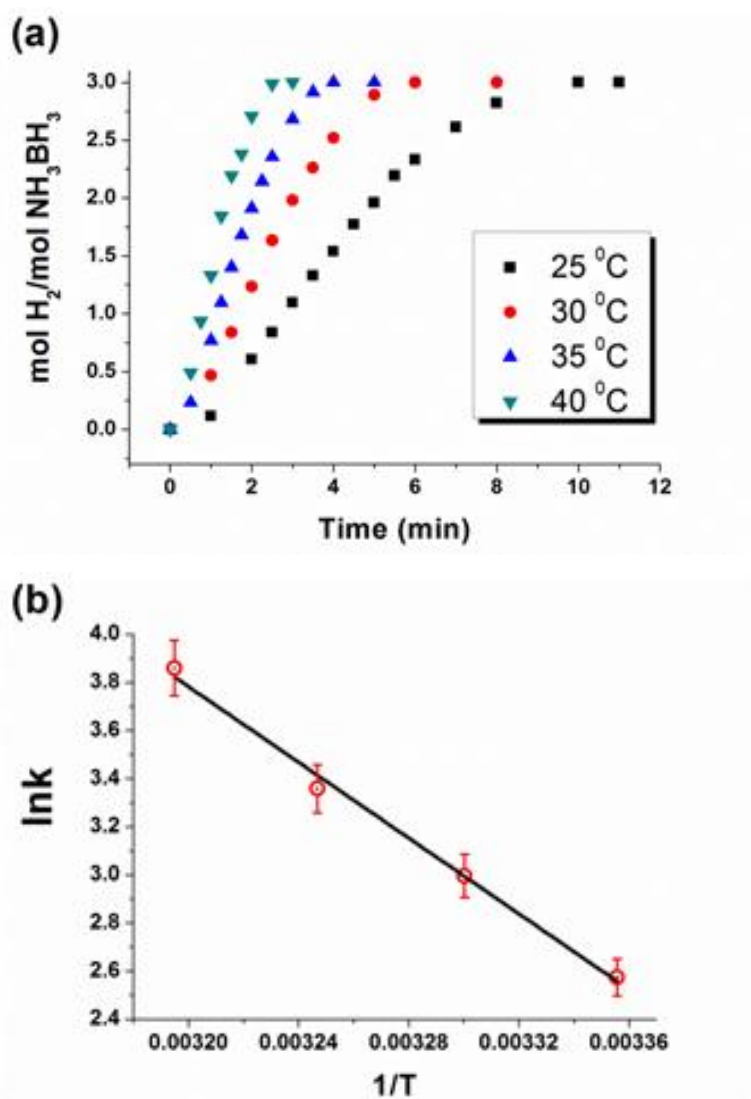 (a)
mol H2/mol NH3BH3
3.0
2.5
2.0
1.5
1.0
0.5
0.0
25 ⁰C
30 ⁰C
35 ⁰C
40 ⁰C
0 2 4 6 8 10 12
Time (min)
(b)
lnk
4.0
3.8
3.6
3.4
3.2
3.0
2.8
2.6
2.4
0.00320 0.00324 0.00328 0.00332 0.00336
1/T